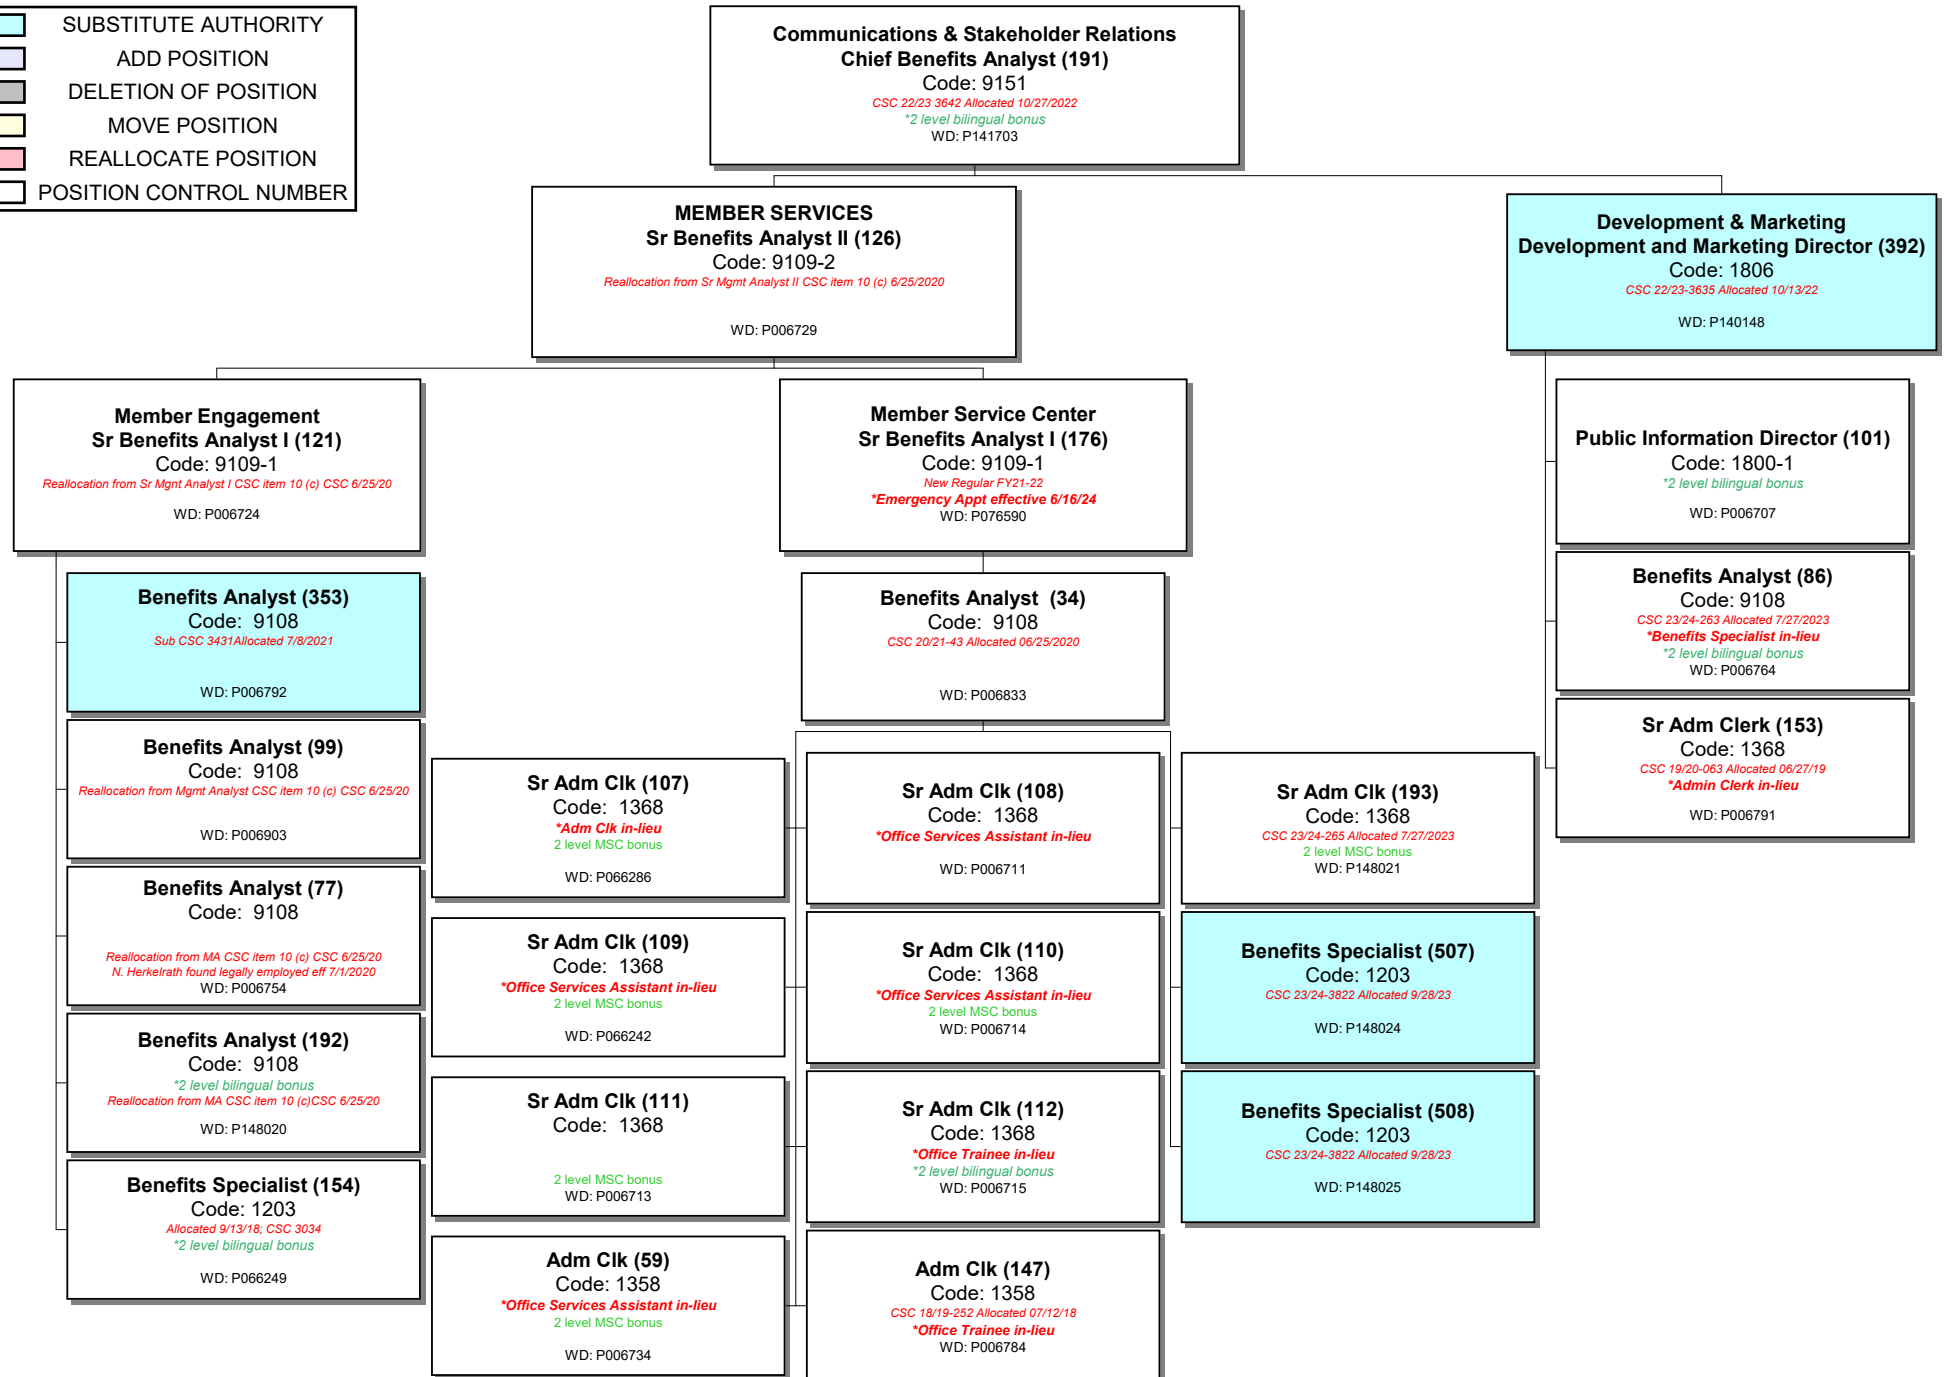 SUBSTITUTE AUTHORITY
ADD POSITION
DELETION OF POSITION
MOVE POSITION
REALLOCATE POSITION
POSITION CONTROL NUMBER
Communications & Stakeholder Relations
Chief Benefits Analyst (191)
Code: 9151
CSC 22/23 3642 Allocated 10/27/2022
*2 level bilingual bonus
WD: P141703
MEMBER SERVICES
Sr Benefits Analyst II (126)
Code: 9109-2
Reallocation from Sr Mgmt Analyst II CSC item 10 (c) 6/25/2020
WD: P006729
Development & Marketing
Development and Marketing Director (392)
Code: 1806
CSC 22/23-3635 Allocated 10/13/22
WD: P140148
Member Engagement
Sr Benefits Analyst I (121)
Code: 9109-1
Reallocation from Sr Mgnt Analyst I CSC item 10 (c) CSC 6/25/20
WD: P006724
Member Service Center
Sr Benefits Analyst I (176)
Code: 9109-1
New Regular FY21-22
*Emergency Appt effective 6/16/24
WD: P076590
Public Information Director (101)
Code: 1800-1
*2 level bilingual bonus
WD: P006707
Benefits Analyst (353)
Code: 9108
Sub CSC 3431Allocated 7/8/2021
WD: P006792
Benefits Analyst (34)
Code: 9108
CSC 20/21-43 Allocated 06/25/2020
WD: P006833
Benefits Analyst (86)
Code: 9108
CSC 23/24-263 Allocated 7/27/2023
*Benefits Specialist in-lieu
*2 level bilingual bonus
WD: P006764
Benefits Analyst (99)
Code: 9108
Reallocation from Mgmt Analyst CSC item 10 (c) CSC 6/25/20
WD: P006903
Sr Adm Clerk (153)
Code: 1368
CSC 19/20-063 Allocated 06/27/19
*Admin Clerk in-lieu
WD: P006791
Sr Adm Clk (107)
Code: 1368
*Adm Clk in-lieu
2 level MSC bonus
WD: P066286
Sr Adm Clk (108)
Code: 1368
*Office Services Assistant in-lieu
WD: P006711
Sr Adm Clk (193)
Code: 1368
CSC 23/24-265 Allocated 7/27/2023
2 level MSC bonus
WD: P148021
Benefits Analyst (77)
Code: 9108
Reallocation from MA CSC item 10 (c) CSC 6/25/20
N. Herkelrath found legally employed eff 7/1/2020
WD: P006754
Sr Adm Clk (109)
Code: 1368
*Office Services Assistant in-lieu
2 level MSC bonus
WD: P066242
Sr Adm Clk (110)
Code: 1368
*Office Services Assistant in-lieu
2 level MSC bonus
WD: P006714
Benefits Specialist (507)
Code: 1203
CSC 23/24-3822 Allocated 9/28/23
WD: P148024
Benefits Analyst (192)
Code: 9108
*2 level bilingual bonus
Reallocation from MA CSC item 10 (c)CSC 6/25/20
WD: P148020
Sr Adm Clk (111)
Code: 1368
2 level MSC bonus
WD: P006713
Sr Adm Clk (112)
Code: 1368
*Office Trainee in-lieu
*2 level bilingual bonus
WD: P006715
Benefits Specialist (508)
Code: 1203
CSC 23/24-3822 Allocated 9/28/23
WD: P148025
Benefits Specialist (154)
Code: 1203
Allocated 9/13/18; CSC 3034
*2 level bilingual bonus
WD: P066249
Adm Clk (59)
Code: 1358
*Office Services Assistant in-lieu
2 level MSC bonus
WD: P006734
Adm Clk (147)
Code: 1358
CSC 18/19-252 Allocated 07/12/18
*Office Trainee in-lieu
WD: P006784